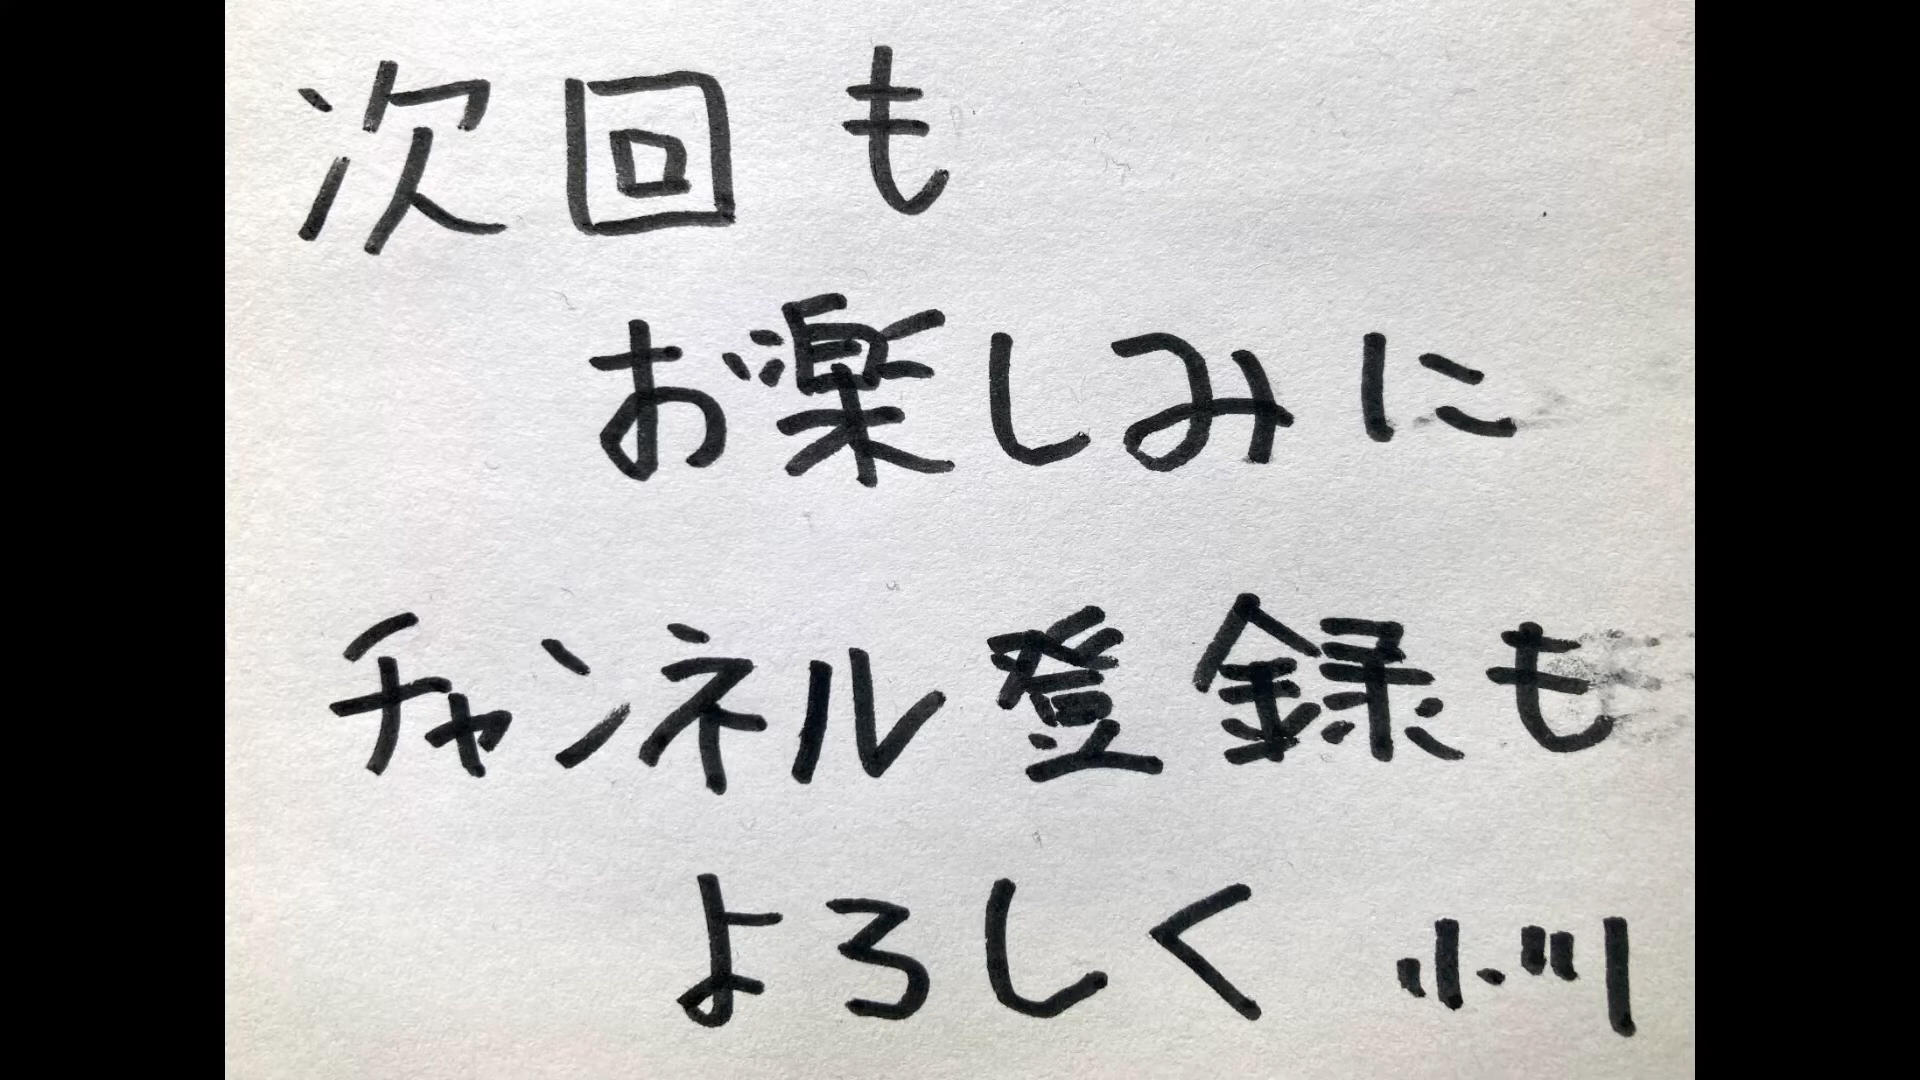 次回も
お楽しみに
チャンネル登録も
よろしく 小川